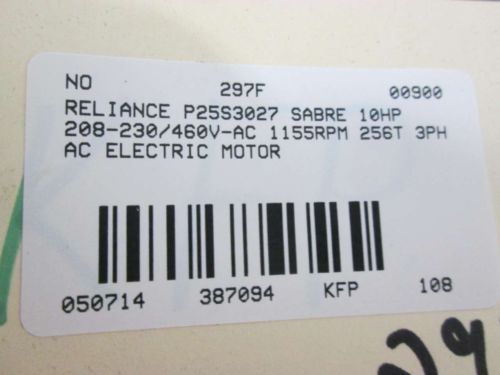 NO 297F 00900
RELIANCE P25S3027 SABRE 10HP
208-230/460V-AC 1155RPM 256T 3PH
AC ELECTRIC MOTOR
050714 387094 KFP 108